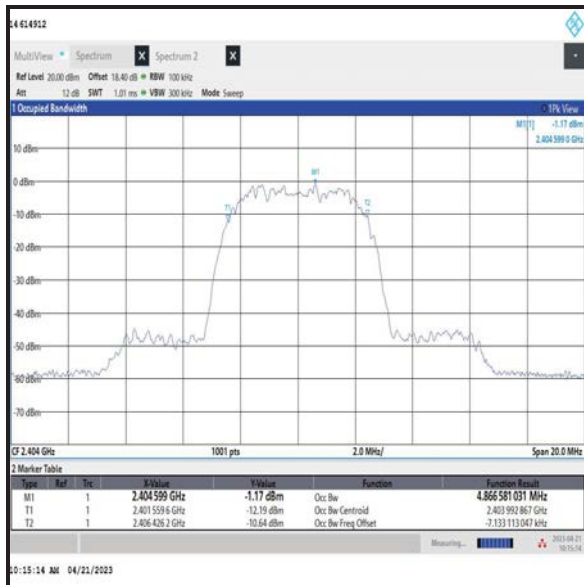 14 614912
MultiView Spectrum X Spectrum 2 X
Ref Level 20.00 dBm Offset 18.40 dB RBW 100 kHz
Att 12 dB SWT 1.01 ms VBW 300 kHz Mode Sweep
1 Occupied Bandwidth 1Pk View
M1[1] -1.17 dBm
2.404 599 0 GHz
10 dBm
0 dBm
M1
T1
T2
-10 dBm
-20 dBm
-30 dBm
-40 dBm
-50 dBm
-60 dBm
-70 dBm
CF 2.404 GHz 1001 pts 2.0 MHz/ Span 20.0 MHz
2 Marker Table
Type Ref Trc X-Value Y-Value Function Function Result
M1 1 2.404 599 GHz -1.17 dBm Occ Bw 4.866 581 031 MHz
T1 1 2.401 559 6 GHz -12.19 dBm Occ Bw Centroid 2.403 992 867 GHz
T2 1 2.406 426 2 GHz -10.64 dBm Occ Bw Freq Offset -7.133 113 047 kHz
Measuring... 2023-04-21
10:15:14
10:15:14 AM 04/21/2023